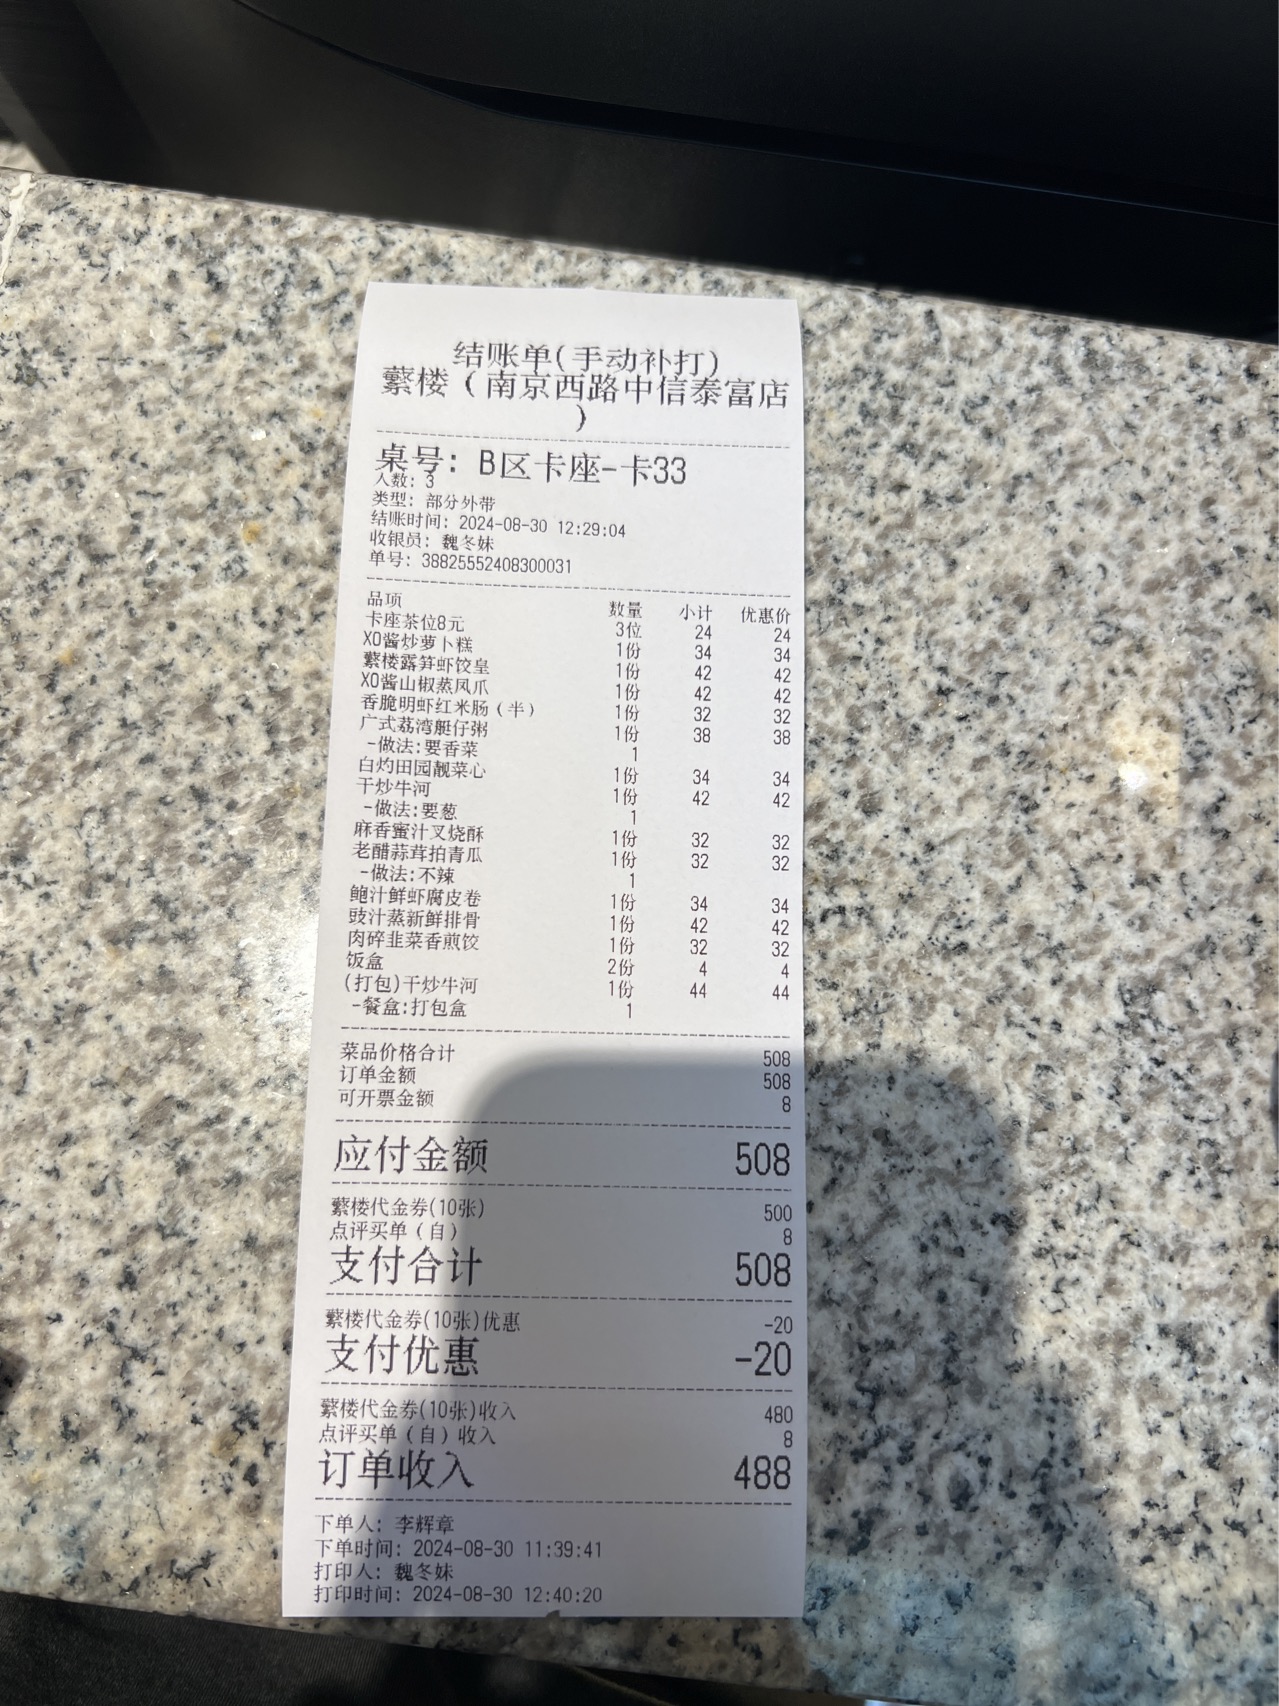 结账单(手动补打)
蘩楼（南京西路中信泰富店
）
桌号: B区卡座-卡33
人数: 3
类型: 部分外带
结账时间: 2024-08-30 12:29:04
收银员: 魏冬妹
单号: 38825552408300031
品项 数量 小计 优惠价
卡座茶位8元 3位 24 24
XO酱炒萝卜糕 1份 34 34
蘩楼露笋虾饺皇 1份 42 42
XO酱山椒蒸凤爪 1份 42 42
香脆明虾红米肠（半） 1份 32 32
广式荔湾艇仔粥 1份 38 38
-做法:要香菜 1
白灼田园靓菜心 1份 34 34
干炒牛河 1份 42 42
-做法:要葱 1
麻香蜜汁叉烧酥 1份 32 32
老醋蒜茸拍青瓜 1份 32 32
-做法:不辣 1
鲍汁鲜虾腐皮卷 1份 34 34
豉汁蒸新鲜排骨 1份 42 42
肉碎韭菜香煎饺 1份 32 32
饭盒 2份 4 4
(打包)干炒牛河 1份 44 44
-餐盒:打包盒 1
菜品价格合计 508
订单金额 508
可开票金额 8
应付金额 508
蘩楼代金券(10张) 500
点评买单（自） 8
支付合计 508
蘩楼代金券(10张)优惠 -20
支付优惠 -20
蘩楼代金券(10张)收入 480
点评买单（自）收入 8
订单收入 488
下单人: 李辉章
下单时间: 2024-08-30 11:39:41
打印人: 魏冬妹
打印时间: 2024-08-30 12:40:20